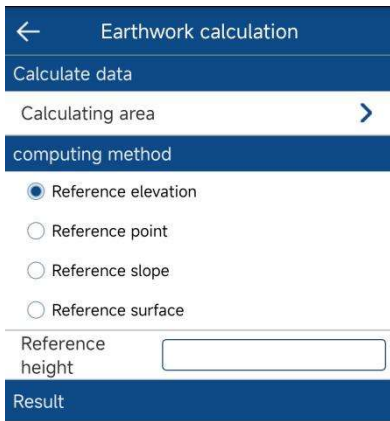 Earthwork calculation
Calculate data
Calculating area
computing method
Reference elevation
Reference point
Reference slope
Reference surface
Reference
height
Result